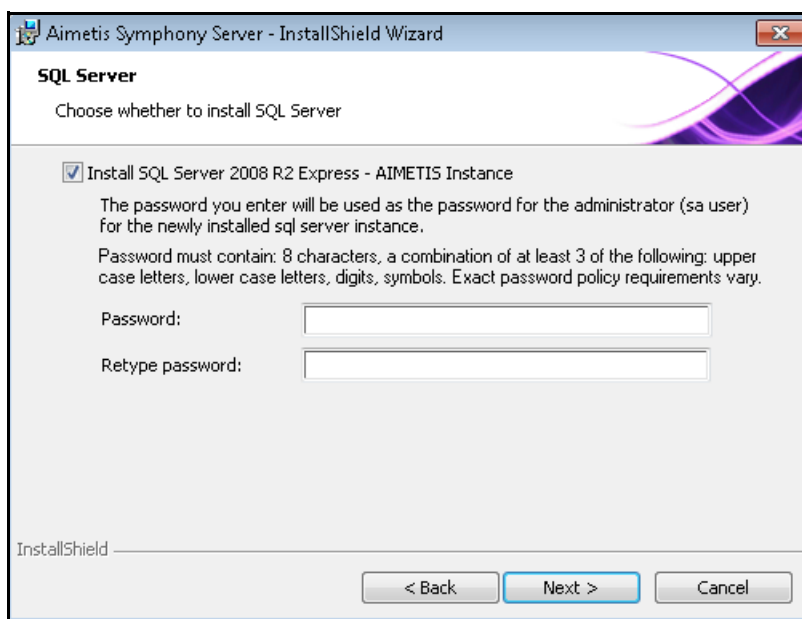 Aimetis Symphony Server - InstallShield Wizard
SQL Server
Choose whether to install SQL Server
Install SQL Server 2008 R2 Express - AIMETIS Instance
The password you enter will be used as the password for the administrator (sa user)
for the newly installed sql server instance.
Password must contain: 8 characters, a combination of at least 3 of the following: upper
case letters, lower case letters, digits, symbols. Exact password policy requirements vary.
Password:
Retype password:
InstallShield
< Back Next > Cancel